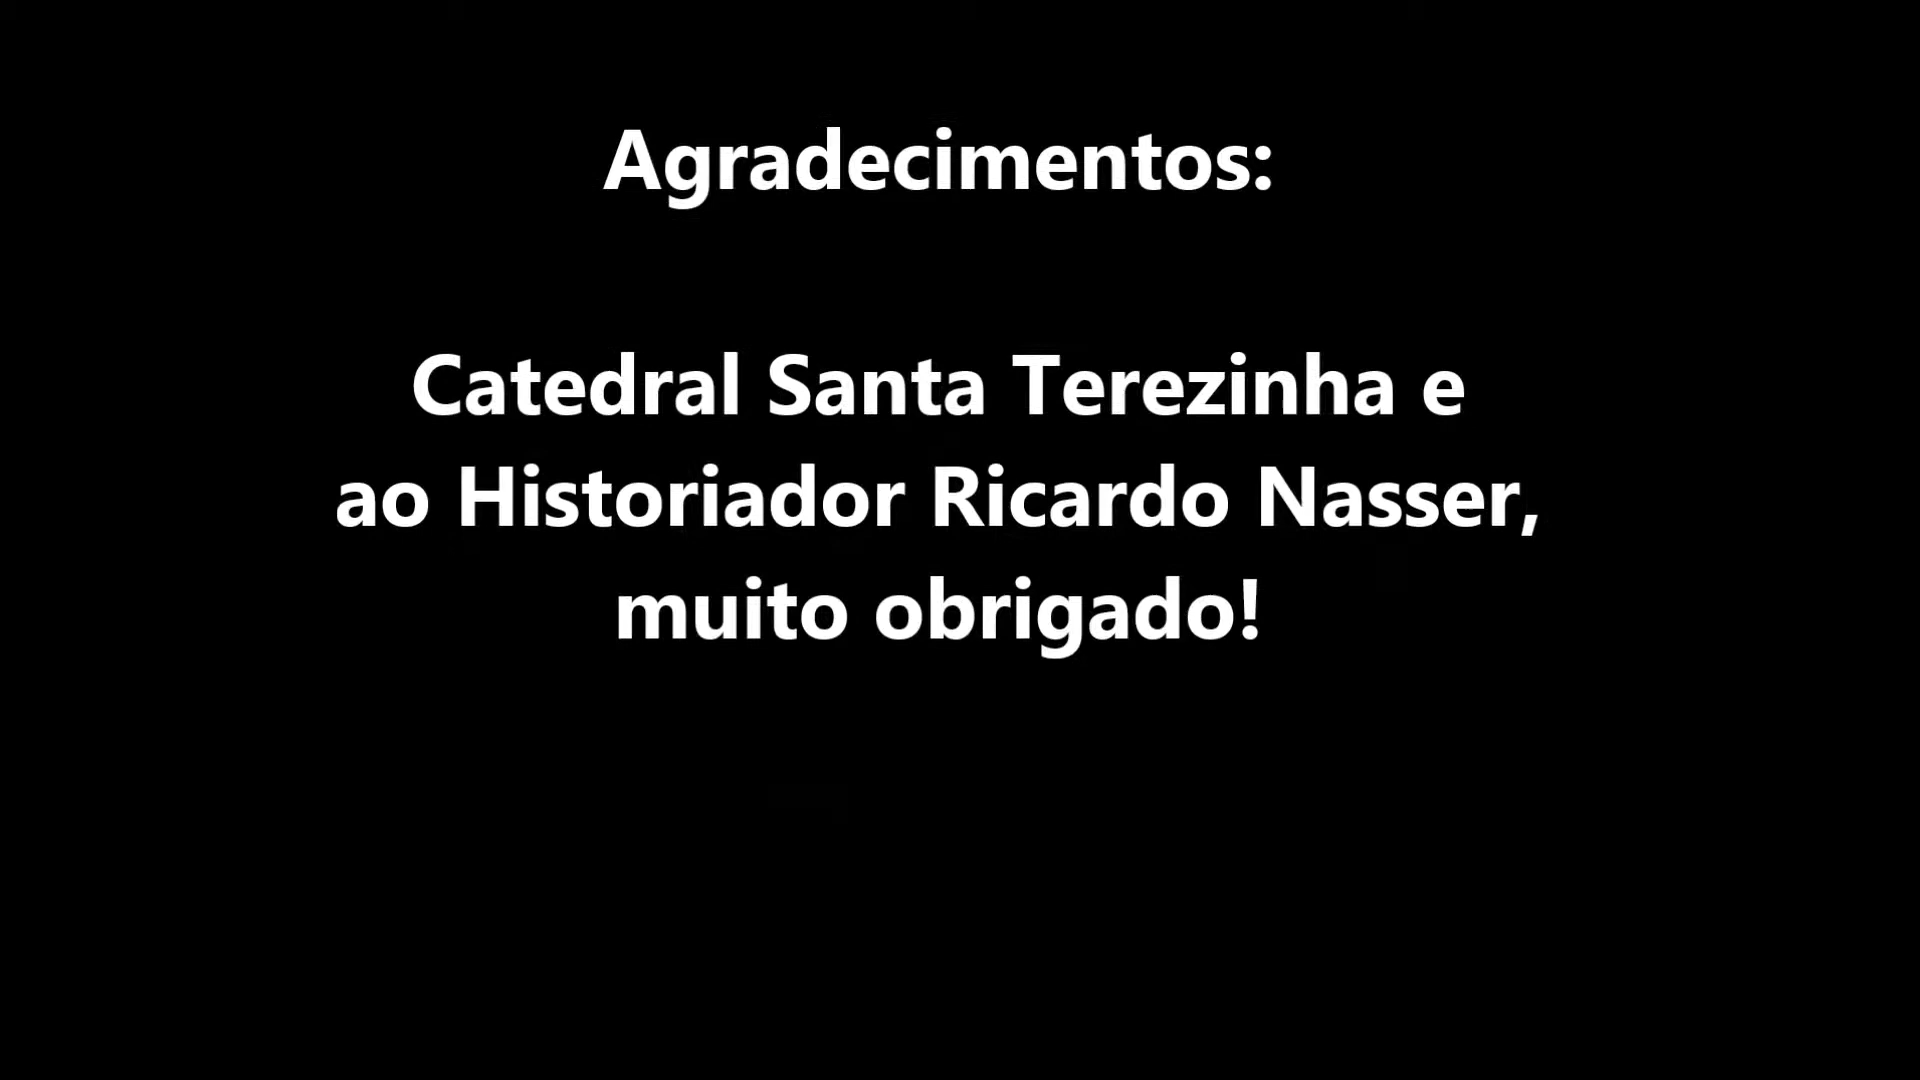 Agradecimentos:
Catedral Santa Terezinha e
ao Historiador Ricardo Nasser,
muito obrigado!